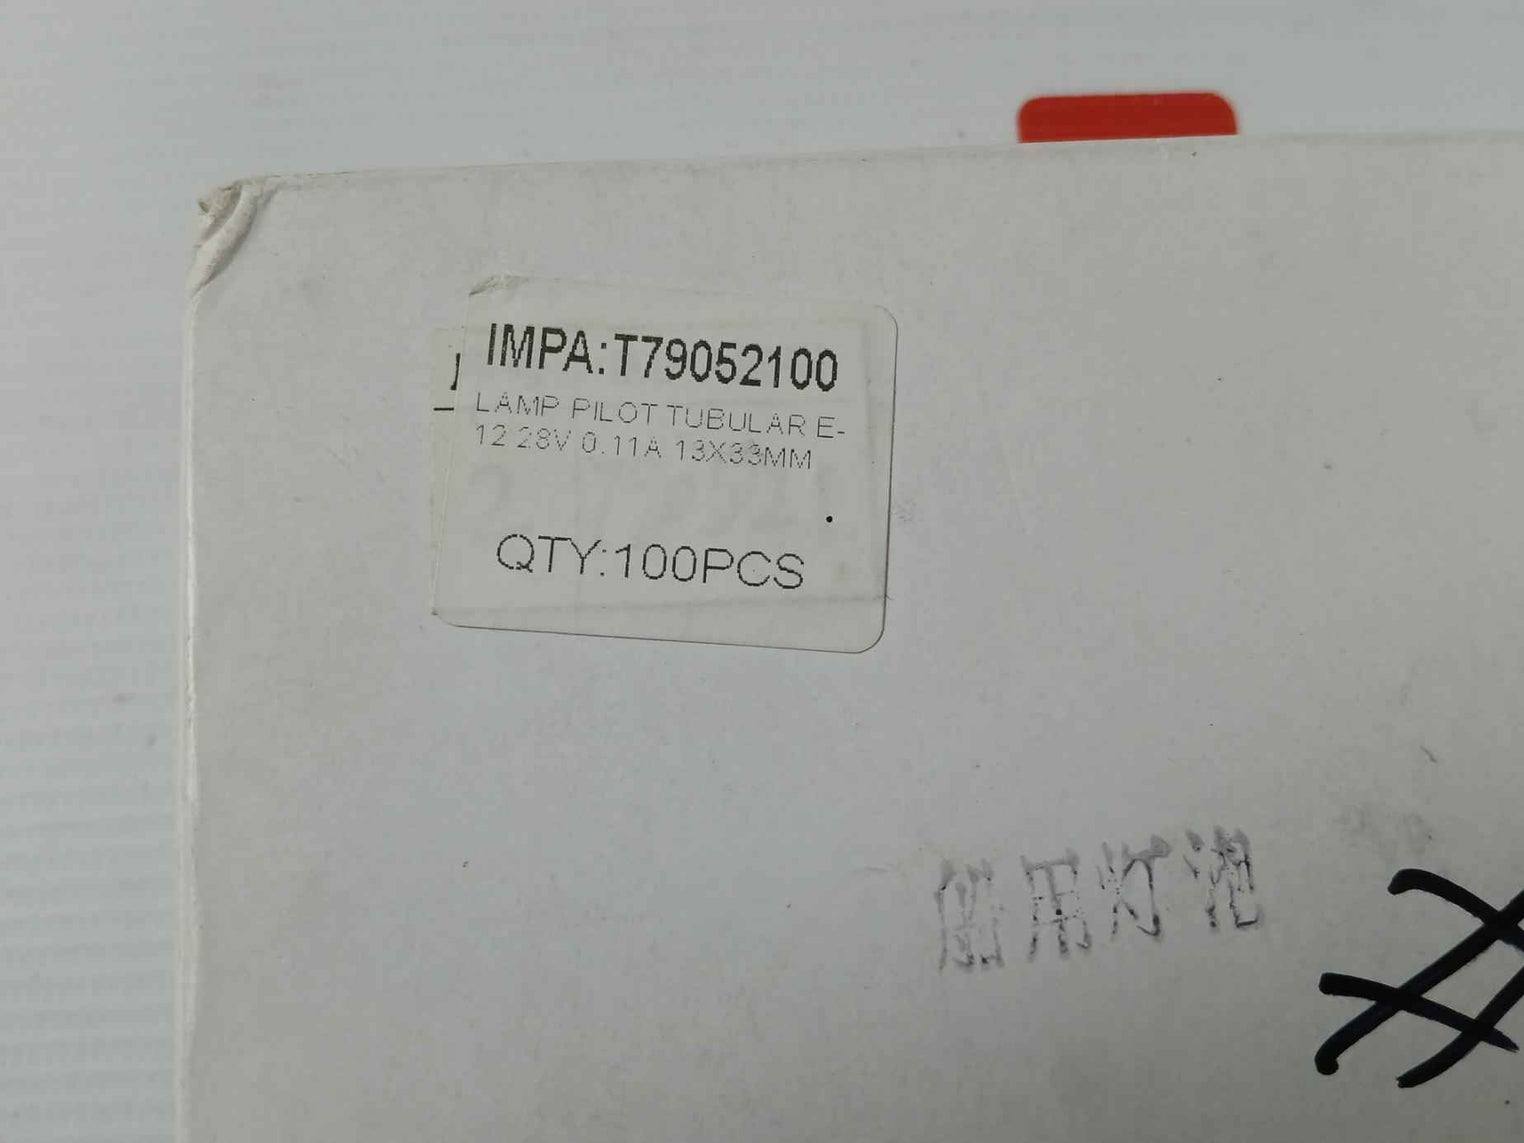 IMPA:T79052100
LAMP PILOT TUBULAR E-
12 28V 0.11A 13X33MM
QTY:100PCS
船用灯泡